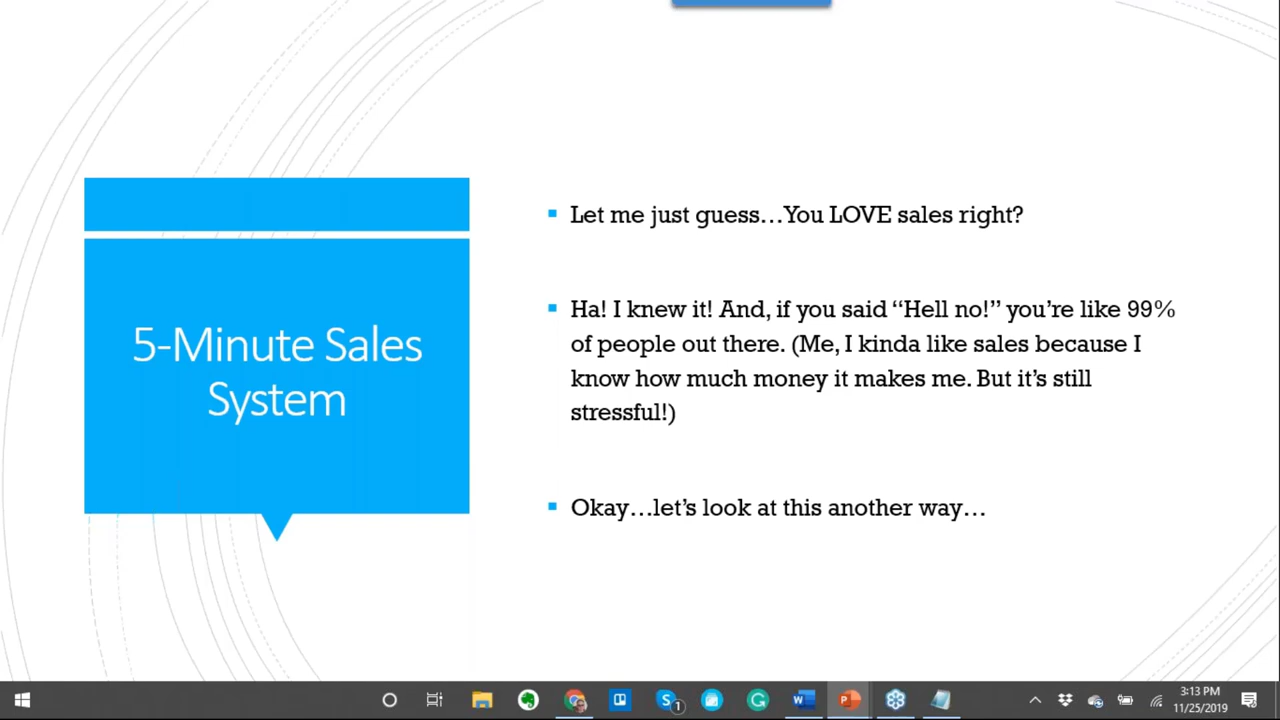 5-Minute Sales
System
Let me just guess…You LOVE sales right?
Ha! I knew it! And, if you said “Hell no!” you’re like 99%
of people out there. (Me, I kinda like sales because I
know how much money it makes me. But it’s still
stressful!)
Okay…let’s look at this another way…
1
3:13 PM
11/25/2019